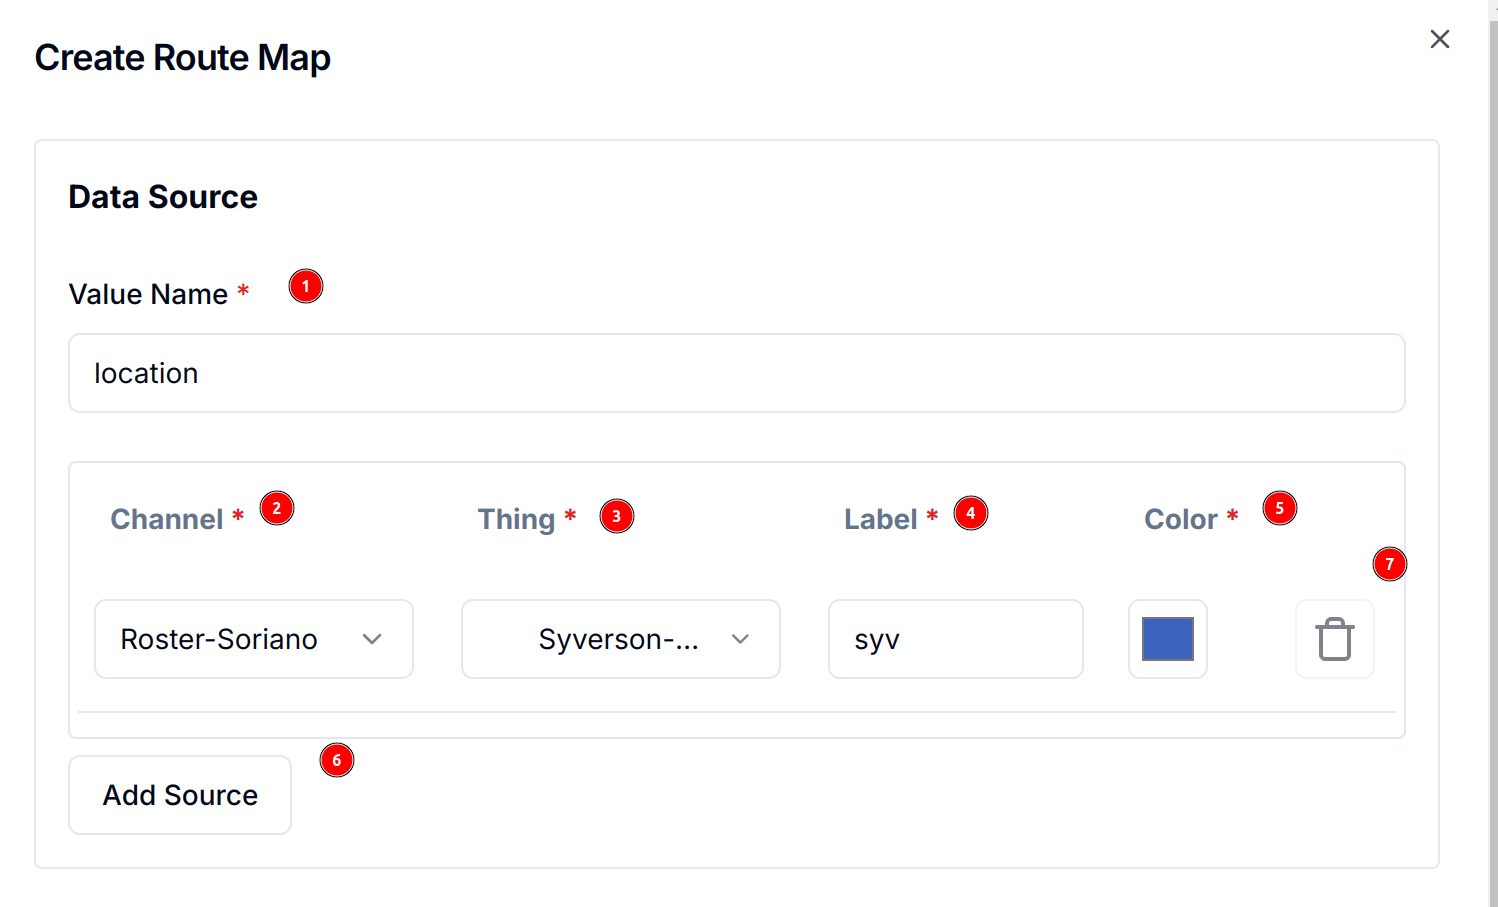 Create Route Map
Data Source
Value Name * 1
location
Channel * 2 Thing * 3 Label * 4 Color * 5
7
Roster-Soriano Syverson-... syv
6
Add Source